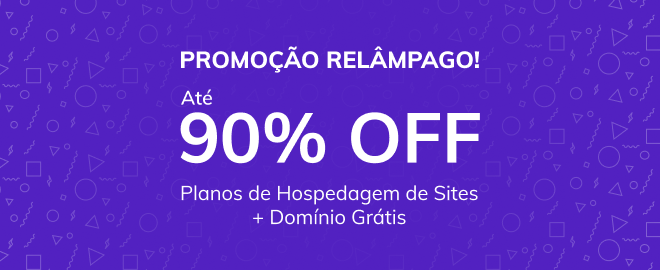 PROMOÇÃO RELÂMPAGO!
Até
90% OFF
Planos de Hospedagem de Sites
+ Domínio Grátis